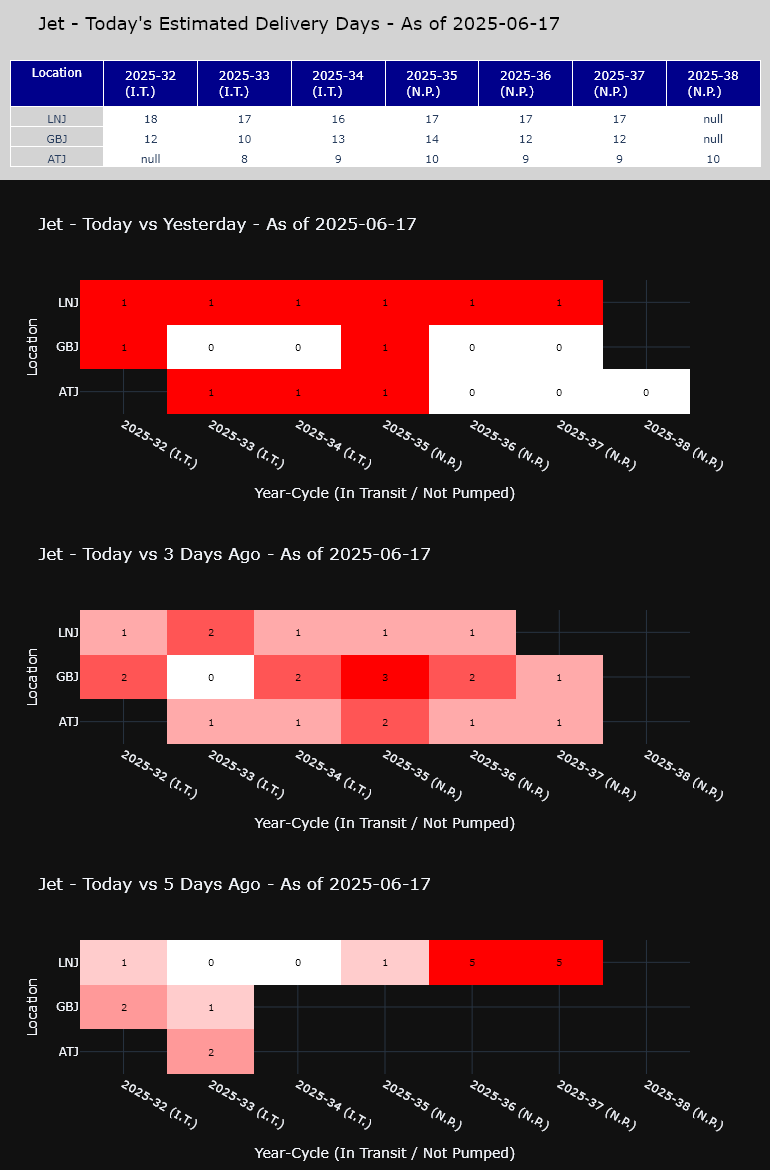 Jet - Today's Estimated Delivery Days - As of 2025-06-17
Location 2025-32 (I.T.) 2025-33 (I.T.) 2025-34 (I.T.) 2025-35 (N.P.) 2025-36 (N.P.) 2025-37 (N.P.) 2025-38 (N.P.)
LNJ 18 17 16 17 17 17 null
GBJ 12 10 13 14 12 12 null
ATJ null 8 9 10 9 9 10
Jet - Today vs Yesterday - As of 2025-06-17
Location
LNJ 1 1 1 1 1 1
GBJ 1 0 0 1 0 0
ATJ 1 1 1 0 0 0
2025-32 (I.T.) 2025-33 (I.T.) 2025-34 (I.T.) 2025-35 (N.P.) 2025-36 (N.P.) 2025-37 (N.P.) 2025-38 (N.P.)
Year-Cycle (In Transit / Not Pumped)
Jet - Today vs 3 Days Ago - As of 2025-06-17
Location
LNJ 1 2 1 1 1
GBJ 2 0 2 3 2 1
ATJ 1 1 2 1 1
2025-32 (I.T.) 2025-33 (I.T.) 2025-34 (I.T.) 2025-35 (N.P.) 2025-36 (N.P.) 2025-37 (N.P.) 2025-38 (N.P.)
Year-Cycle (In Transit / Not Pumped)
Jet - Today vs 5 Days Ago - As of 2025-06-17
Location
LNJ 1 0 0 1 5 5
GBJ 2 1
ATJ 2
2025-32 (I.T.) 2025-33 (I.T.) 2025-34 (I.T.) 2025-35 (N.P.) 2025-36 (N.P.) 2025-37 (N.P.) 2025-38 (N.P.)
Year-Cycle (In Transit / Not Pumped)